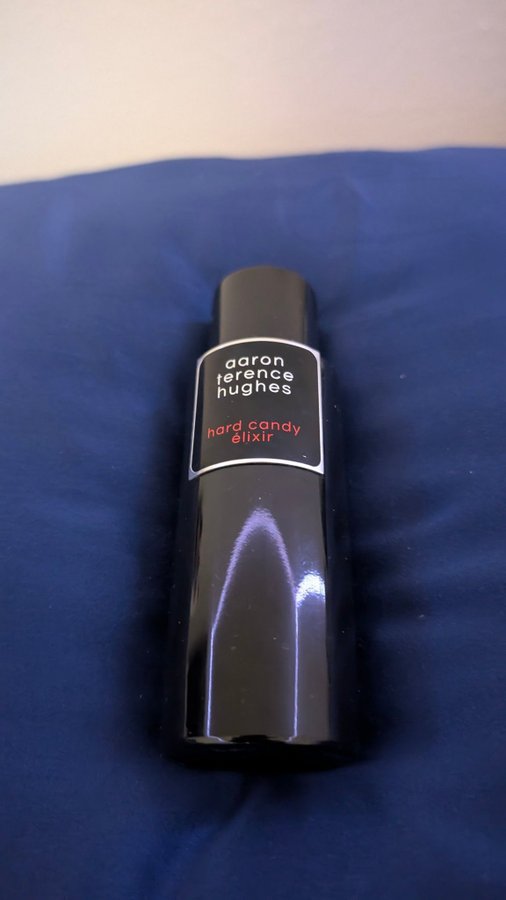 aaron
terence
hughes
hard candy
élixir